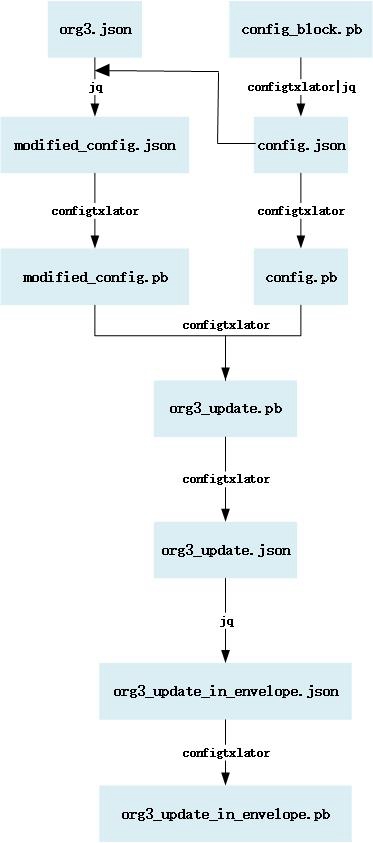 org3.json
config_block.pb
jq
configtxlator|jq
modified_config.json
config.json
configtxlator
configtxlator
modified_config.pb
config.pb
configtxlator
org3_update.pb
configtxlator
org3_update.json
jq
org3_update_in_envelope.json
configtxlator
org3_update_in_envelope.pb